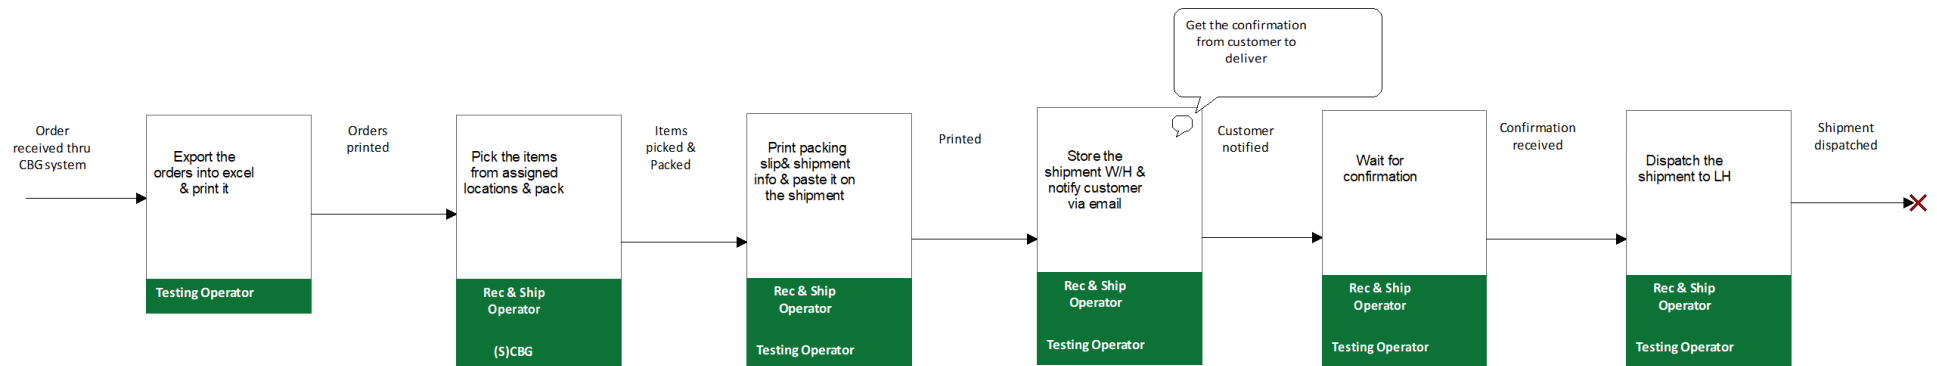 Get the confirmation
from customer to
deliver
Order
received thru
CBG system
Export the
orders into excel
& print it
Testing Operator
Orders
printed
Pick the items
from assigned
locations & pack
Rec & Ship
Operator
(S)CBG
Items
picked &
Packed
Print packing
slip& shipment
info & paste it on
the shipment
Rec & Ship
Operator
Testing Operator
Printed
Store the
shipment W/H &
notify customer
via email
Rec & Ship
Operator
Testing Operator
Customer
notified
Wait for
confirmation
Rec & Ship
Operator
Testing Operator
Confirmation
received
Dispatch the
shipment to LH
Rec & Ship
Operator
Testing Operator
Shipment
dispatched